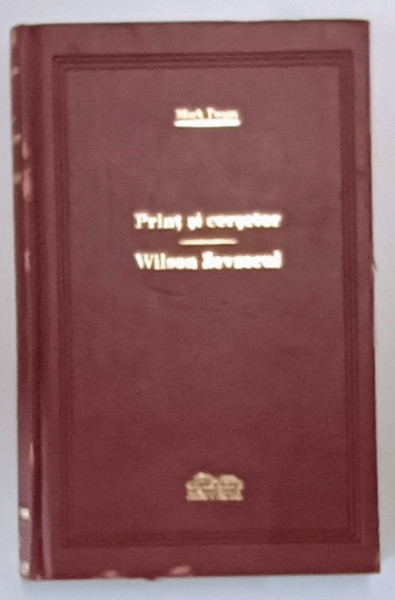 Mark Twain
Prinț și cerșetor
Wilson Zevzecul